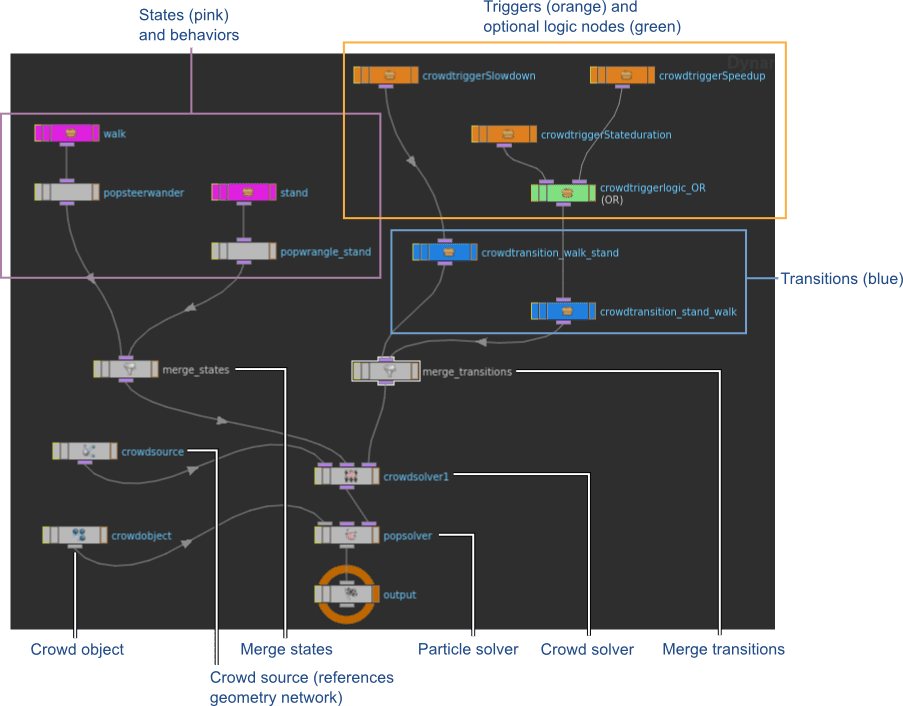 States (pink)
and behaviors
Triggers (orange) and
optional logic nodes (green)
Dynam
crowdtriggerSlowdown
crowdtriggerSpeedup
walk
crowdtriggerStateduration
popsteerwander
stand
crowdtriggerlogic_OR
(OR)
popwrangle_stand
crowdtransition_walk_stand
Transitions (blue)
crowdtransition_stand_walk
merge_states
merge_transitions
crowdsource
crowdsolver1
crowdobject
popsolver
output
Crowd object
Merge states
Particle solver
Crowd solver
Merge transitions
Crowd source (references
geometry network)